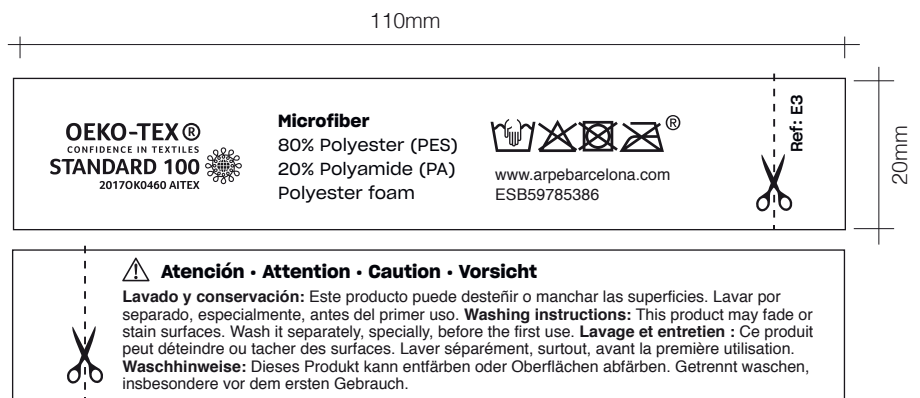 110mm
OEKO-TEX®
CONFIDENCE IN TEXTILES
STANDARD 100
2017OK0460 AITEX
Microfiber
80% Polyester (PES)
20% Polyamide (PA)
Polyester foam
®
www.arpebarcelona.com
ESB59785386
Ref: E3
20mm
Atención · Attention · Caution · Vorsicht
Lavado y conservación: Este producto puede desteñir o manchar las superficies. Lavar por
separado, especialmente, antes del primer uso. Washing instructions: This product may fade or
stain surfaces. Wash it separately, specially, before the first use. Lavage et entretien : Ce produit
peut déteindre ou tacher des surfaces. Laver séparément, surtout, avant la première utilisation.
Waschhinweise: Dieses Produkt kann entfärben oder Oberflächen abfärben. Getrennt waschen,
insbesondere vor dem ersten Gebrauch.